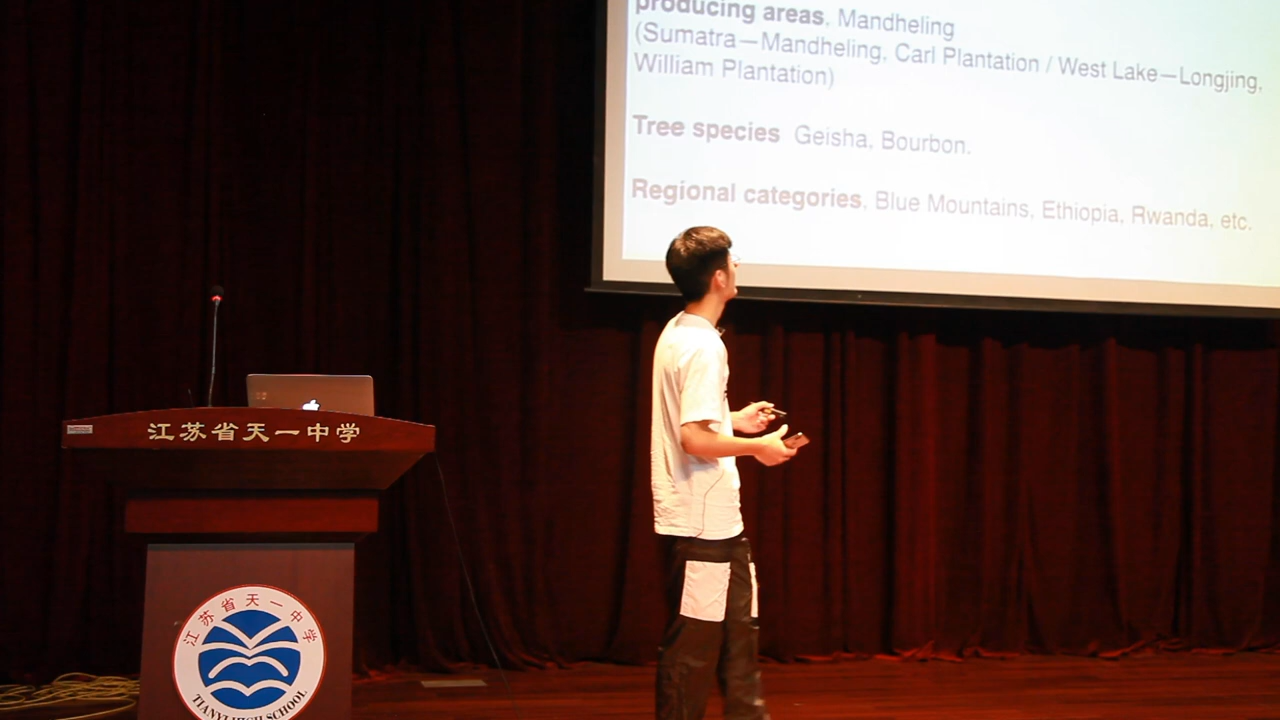 producing areas, Mandheling
(Sumatra—Mandheling, Carl Plantation / West Lake—Longjing,
William Plantation)
Tree species Geisha, Bourbon.
Regional categories, Blue Mountains, Ethiopia, Rwanda, etc.
江苏省天一中学
江苏省天一中学
TIANYI HIGH SCHOOL